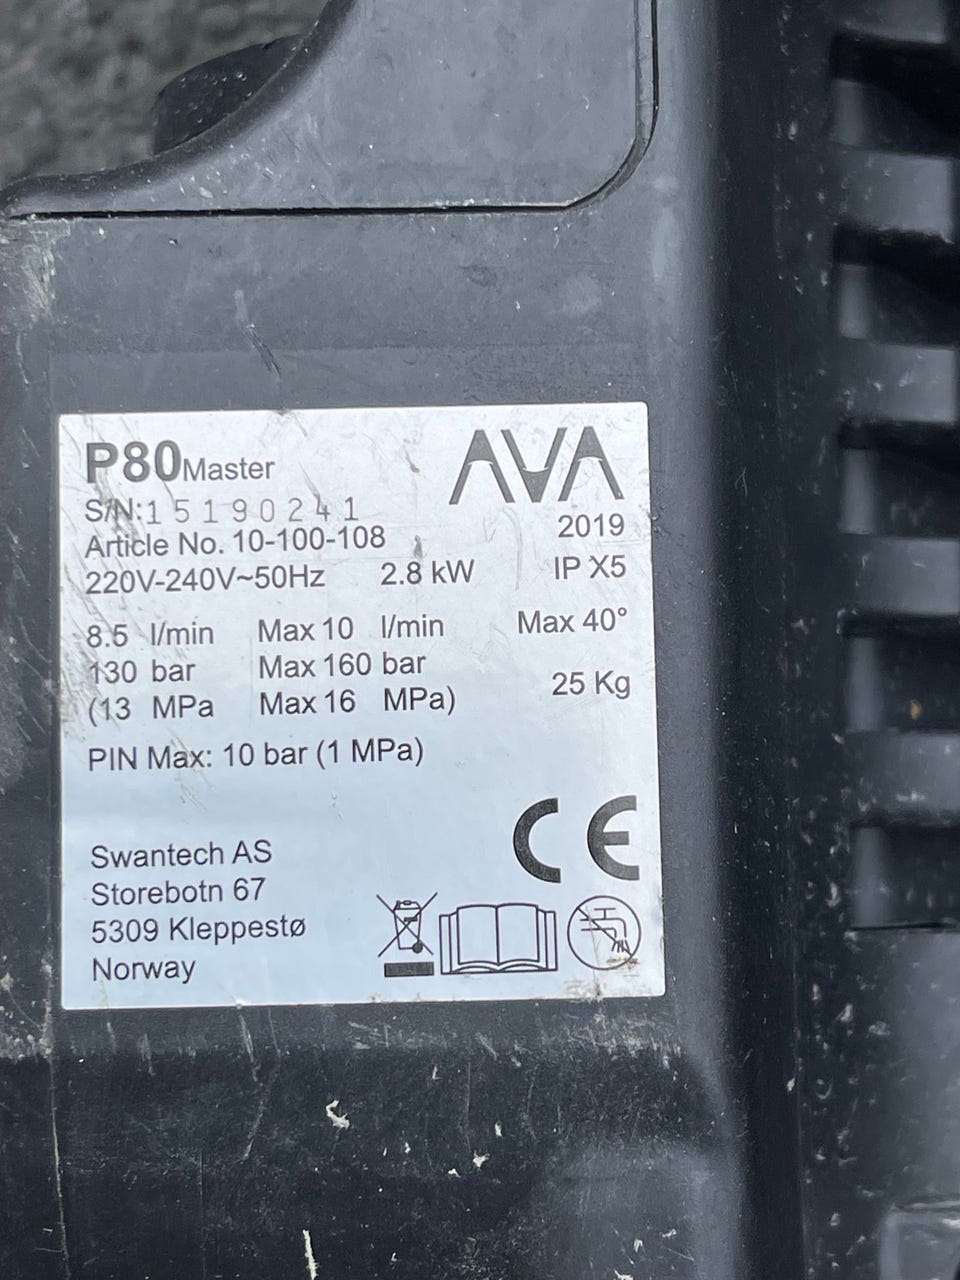 P80Master
AVA
S/N:15190241
2019
Article No. 10-100-108
220V-240V~50Hz 2.8 kW IP X5
8.5 l/min Max 10 l/min Max 40°
130 bar Max 160 bar
25 Kg
(13 MPa Max 16 MPa)
PIN Max: 10 bar (1 MPa)
CE
Swantech AS
Storebotn 67
5309 Kleppestø
Norway